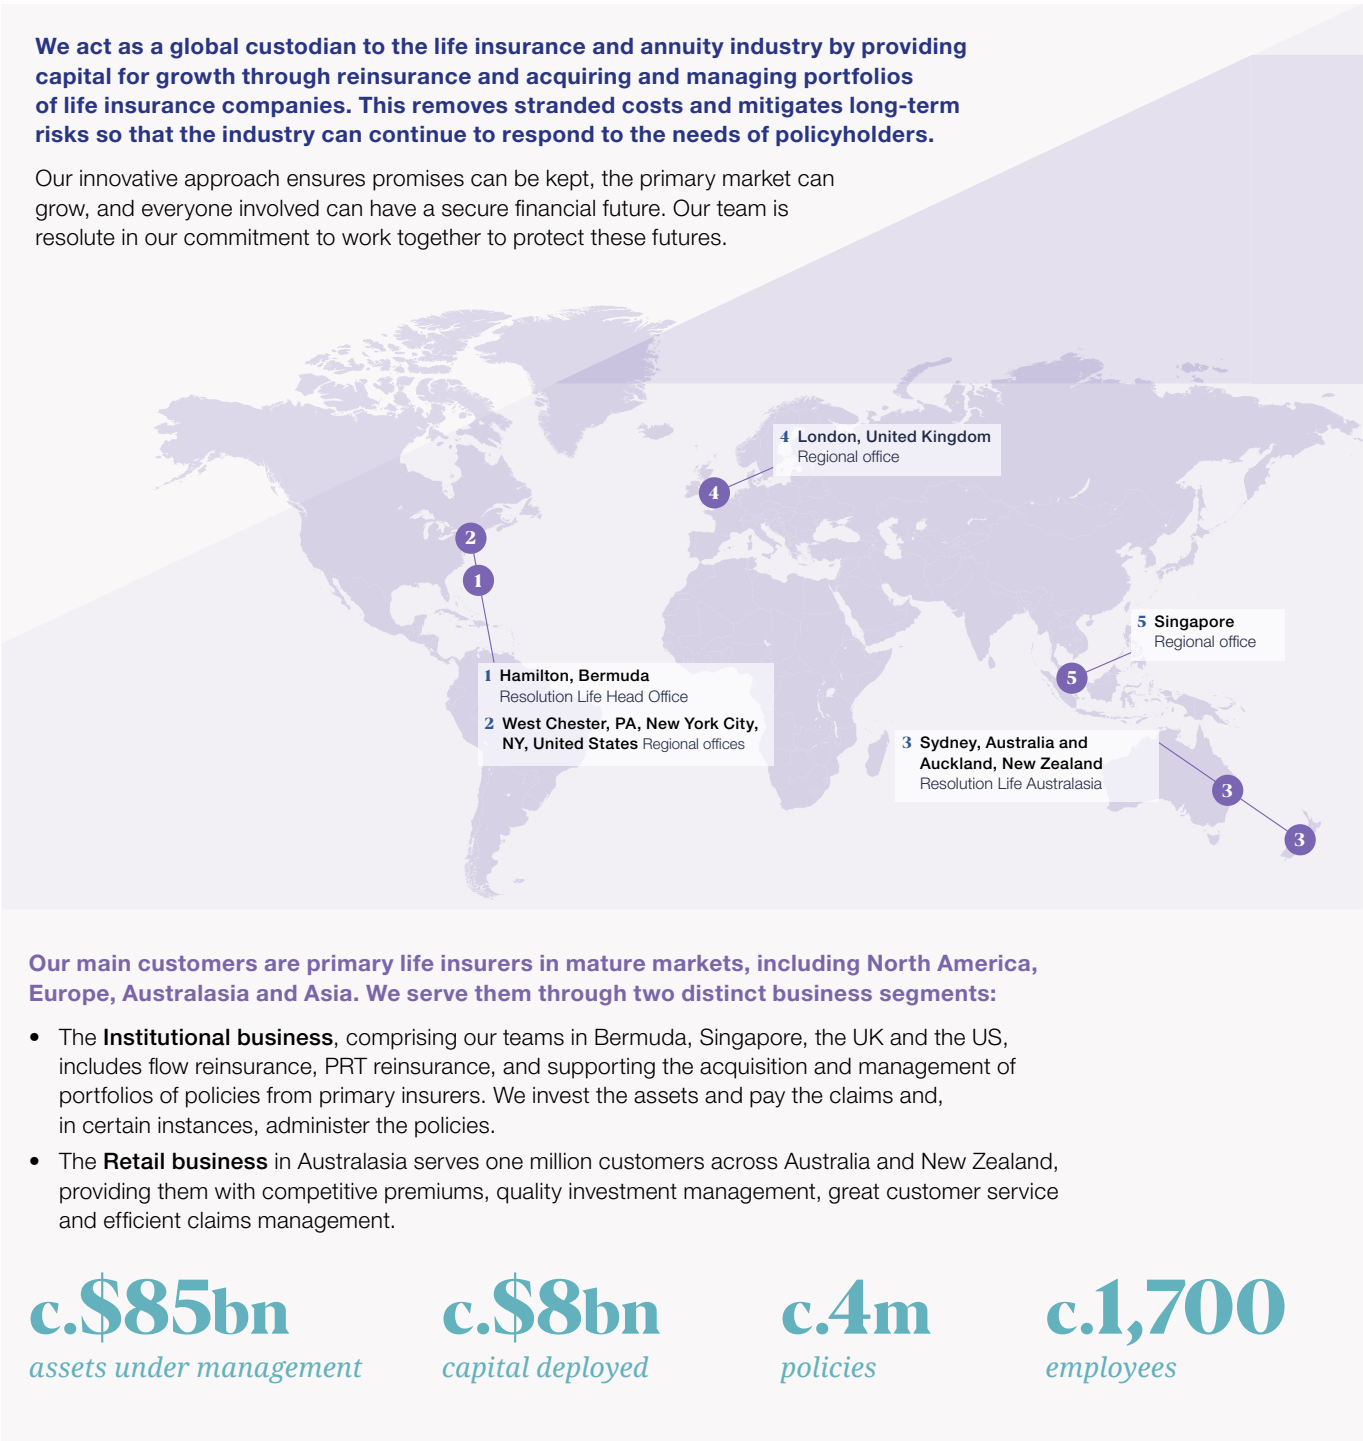 We act as a global custodian to the life insurance and annuity industry by providing
capital for growth through reinsurance and acquiring and managing portfolios
of life insurance companies. This removes stranded costs and mitigates long-term
risks so that the industry can continue to respond to the needs of policyholders.
Our innovative approach ensures promises can be kept, the primary market can
grow, and everyone involved can have a secure financial future. Our team is
resolute in our commitment to work together to protect these futures.
4 London, United Kingdom
Regional office
4
2
1
5 Singapore
Regional office
5
1 Hamilton, Bermuda
Resolution Life Head Office
2 West Chester, PA, New York City,
NY, United States Regional offices
3 Sydney, Australia and
Auckland, New Zealand
Resolution Life Australasia
3
3
Our main customers are primary life insurers in mature markets, including North America,
Europe, Australasia and Asia. We serve them through two distinct business segments:
• The Institutional business, comprising our teams in Bermuda, Singapore, the UK and the US,
includes flow reinsurance, PRT reinsurance, and supporting the acquisition and management of
portfolios of policies from primary insurers. We invest the assets and pay the claims and,
in certain instances, administer the policies.
• The Retail business in Australasia serves one million customers across Australia and New Zealand,
providing them with competitive premiums, quality investment management, great customer service
and efficient claims management.
c.$85bn
assets under management
c.$8bn
capital deployed
c.4m
policies
c.1,700
employees